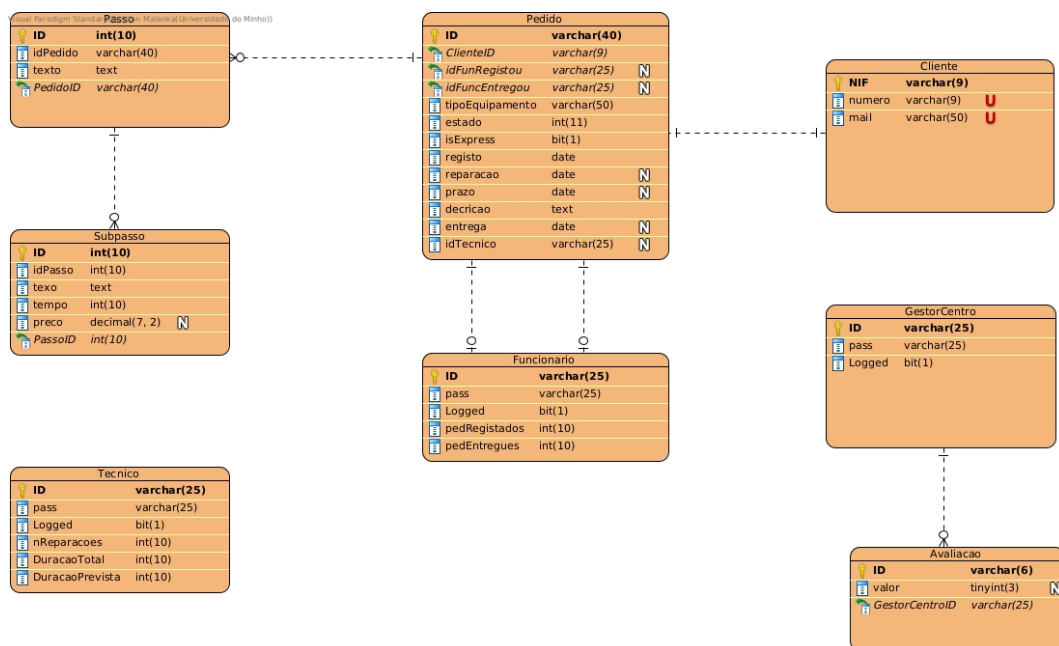 Visual Paradigm Standard
n Malanka(Universidade do Minho))
Passo
ID int(10)
idPedido varchar(40)
texto text
PedidoID varchar(40)
Pedido
ID varchar(40)
ClienteID varchar(9)
idFunRegistou varchar(25) N
idFuncEntregou varchar(25) N
tipoEquipamento varchar(50)
estado int(11)
isExpress bit(1)
registo date
reparacao date N
prazo date N
decricao text
entrega date N
idTecnico varchar(25) N
Cliente
NIF varchar(9)
numero varchar(9) U
mail varchar(50) U
Subpasso
ID int(10)
idPasso int(10)
texo text
tempo int(10)
preco decimal(7, 2) N
PassoID int(10)
Funcionario
ID varchar(25)
pass varchar(25)
Logged bit(1)
pedRegistados int(10)
pedEntregues int(10)
GestorCentro
ID varchar(25)
pass varchar(25)
Logged bit(1)
Tecnico
ID varchar(25)
pass varchar(25)
Logged bit(1)
nReparacoes int(10)
DuracaoTotal int(10)
DuracaoPrevista int(10)
Avaliacao
ID varchar(6)
valor tinyint(3) N
GestorCentroID varchar(25)